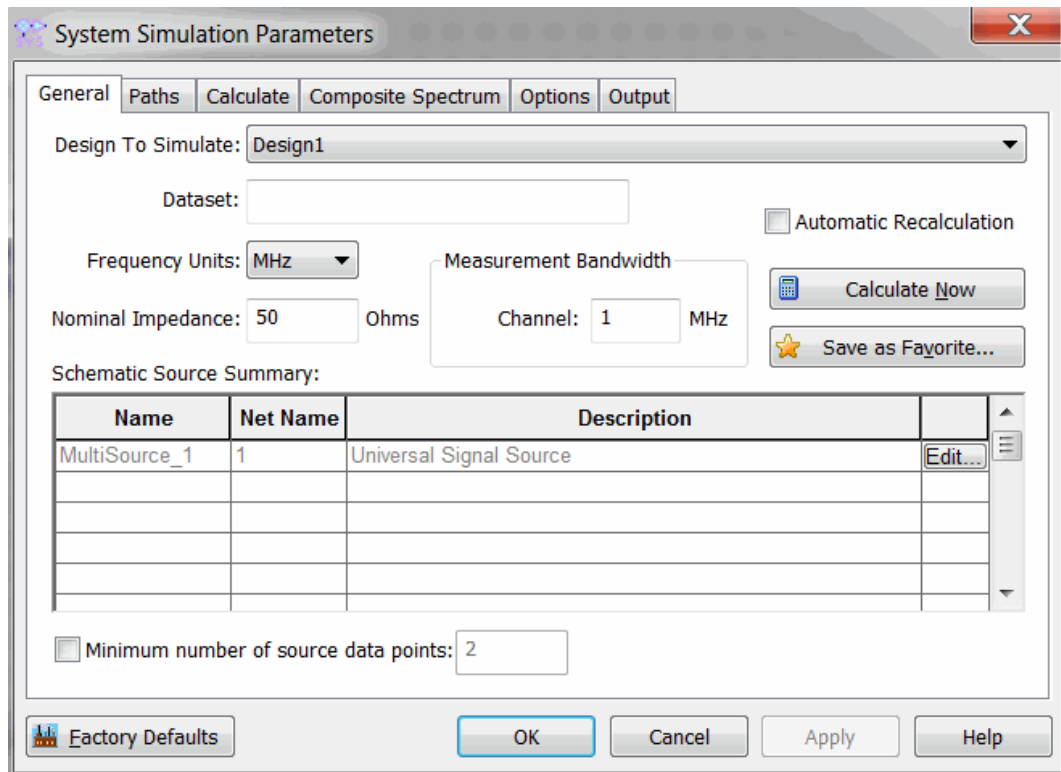 System Simulation Parameters
General Paths Calculate Composite Spectrum Options Output
Design To Simulate: Design1
Dataset:
Automatic Recalculation
Frequency Units: MHz
Measurement Bandwidth
Calculate Now
Nominal Impedance: 50 Ohms
Channel: 1 MHz
Save as Favorite...
Schematic Source Summary:
Name Net Name Description
MultiSource_1 1 Universal Signal Source Edit...
Minimum number of source data points: 2
Factory Defaults OK Cancel Apply Help